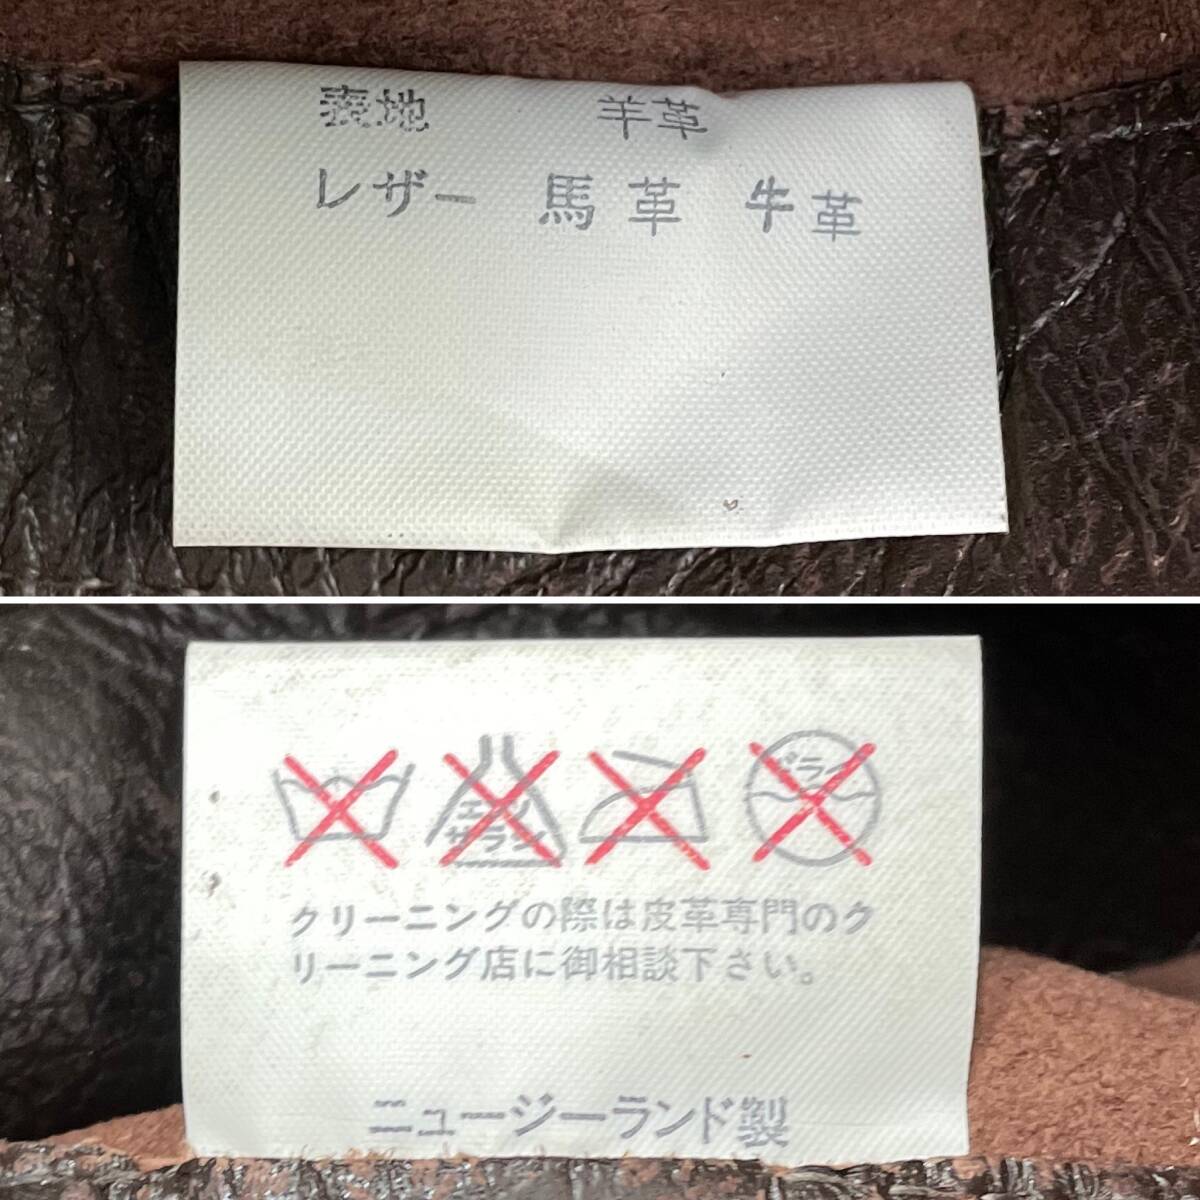 表地 羊革
レザー 馬革 牛革
エンソ サラシ ドライ
クリーニングの際は皮革専門のク
リーニング店に御相談下さい。
ニュージーランド製